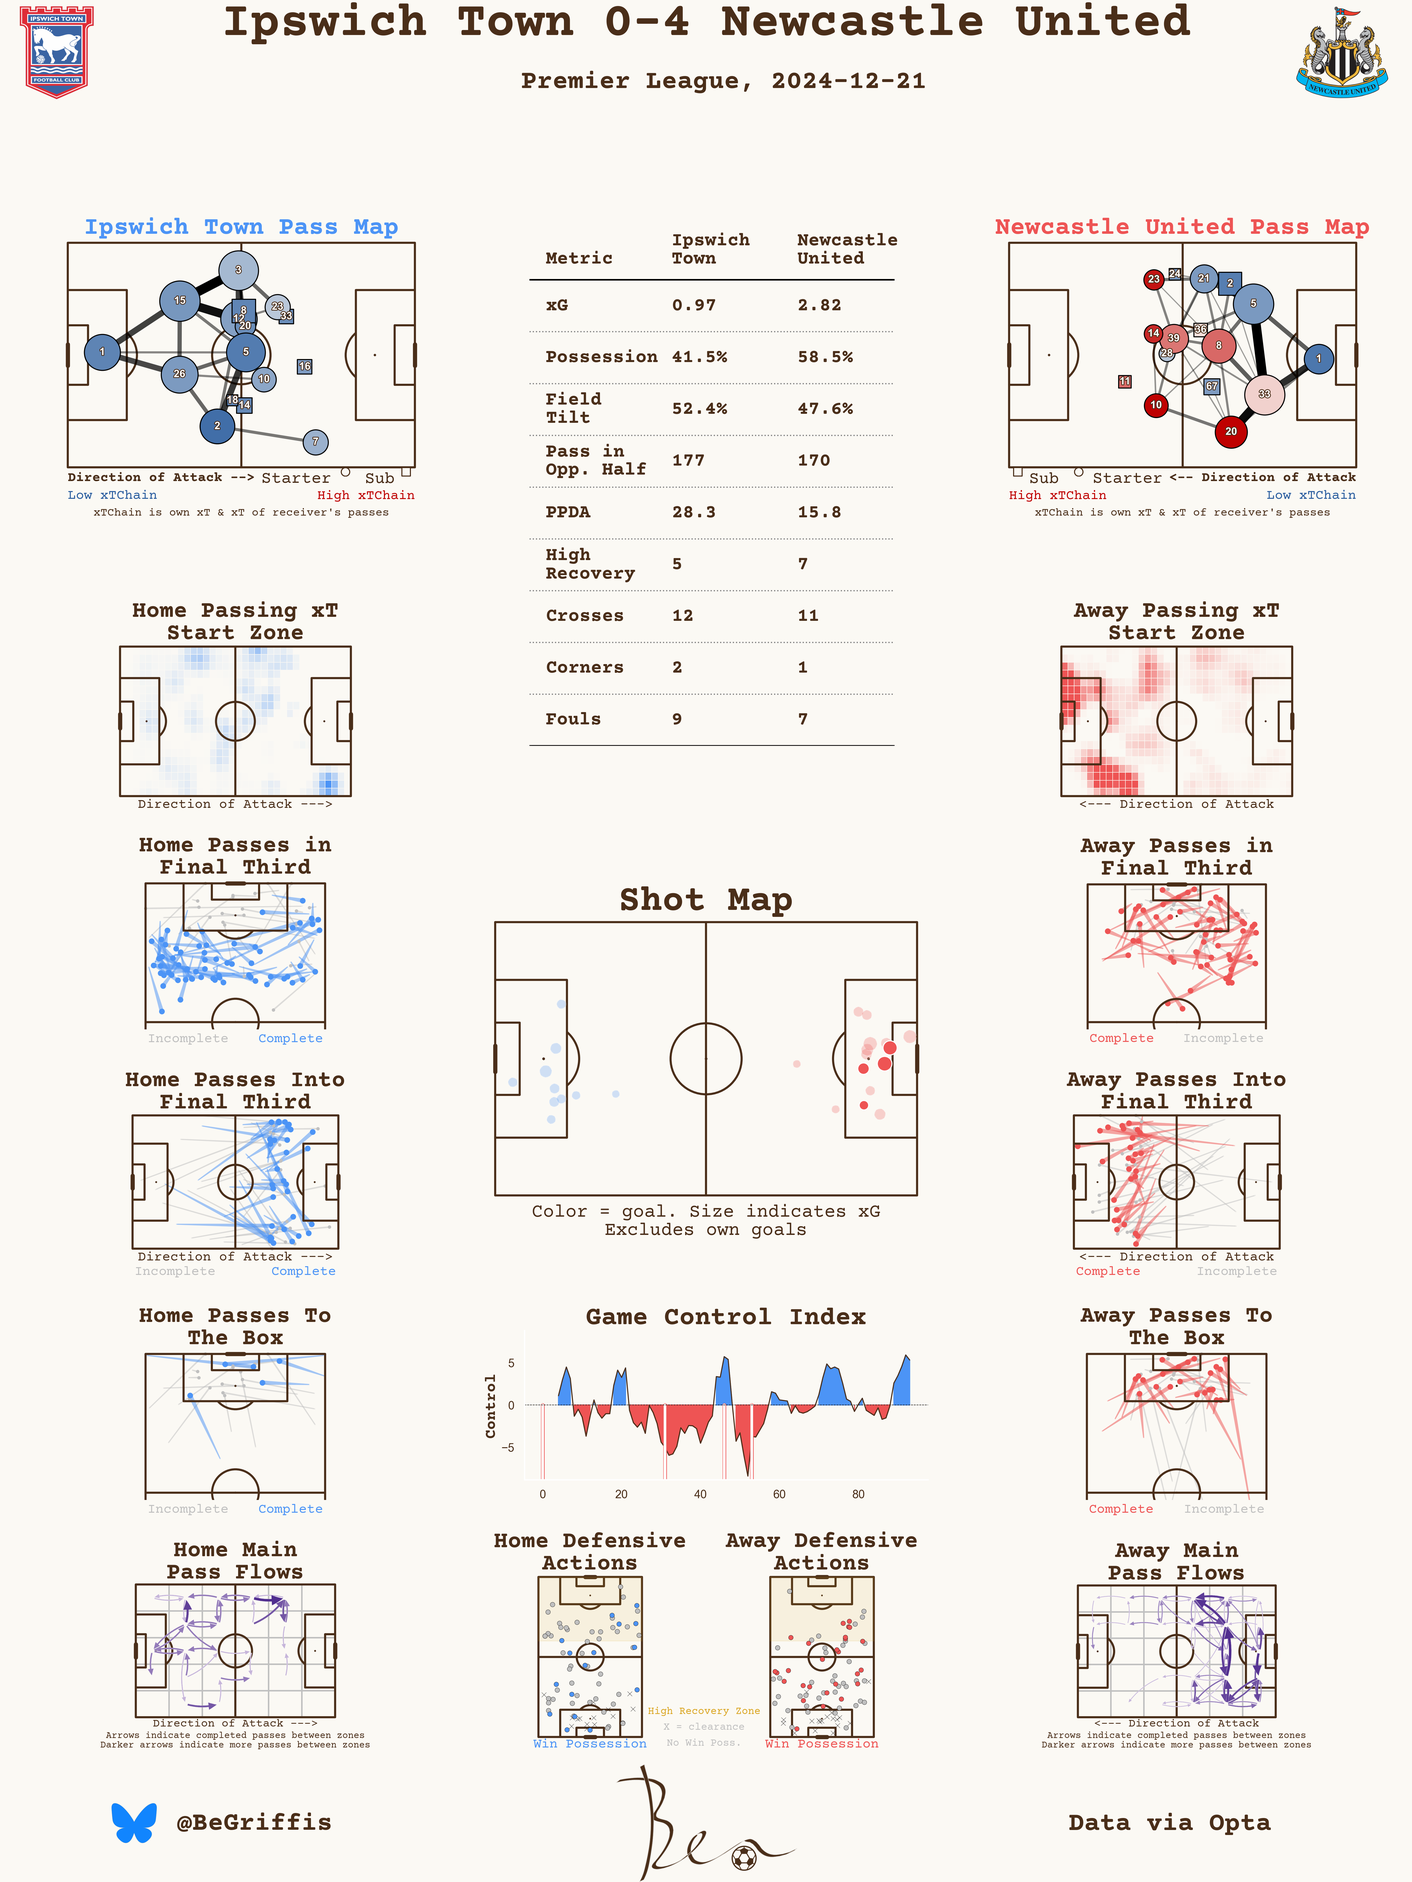 Ipswich Town 0-4 Newcastle United
Premier League, 2024-12-21
IPSWICH TOWN
FOOTBALL CLUB
NEWCASTLE UNITED
Ipswich Town Pass Map
3
15
8
12
20
23
33
1
5
26
10
16
18
14
2
7
Direction of Attack --> Starter Sub
Low xTChain High xTChain
xTChain is own xT & xT of receiver's passes
Metric Ipswich Town Newcastle United
xG 0.97 2.82
Possession 41.5% 58.5%
Field Tilt 52.4% 47.6%
Pass in Opp. Half 177 170
PPDA 28.3 15.8
High Recovery 5 7
Crosses 12 11
Corners 2 1
Fouls 9 7
Newcastle United Pass Map
23
24
21
2
5
14
39
36
28
8
1
11
67
33
10
20
Sub Starter <-- Direction of Attack
High xTChain Low xTChain
xTChain is own xT & xT of receiver's passes
Home Passing xT
Start Zone
Direction of Attack --->
Away Passing xT
Start Zone
<--- Direction of Attack
Home Passes in
Final Third
Incomplete Complete
Away Passes in
Final Third
Complete Incomplete
Shot Map
Color = goal. Size indicates xG
Excludes own goals
Home Passes Into
Final Third
Direction of Attack --->
Incomplete Complete
Away Passes Into
Final Third
<--- Direction of Attack
Complete Incomplete
Home Passes To
The Box
Incomplete Complete
Game Control Index
Control
5
0
−5
0 20 40 60 80
Away Passes To
The Box
Complete Incomplete
Home Main
Pass Flows
Direction of Attack --->
Arrows indicate completed passes between zones
Darker arrows indicate more passes between zones
Home Defensive
Actions
Win Possession
Away Defensive
Actions
Win Possession
High Recovery Zone
X = clearance
No Win Poss.
Away Main
Pass Flows
<--- Direction of Attack
Arrows indicate completed passes between zones
Darker arrows indicate more passes between zones
@BeGriffis
Ben
Data via Opta